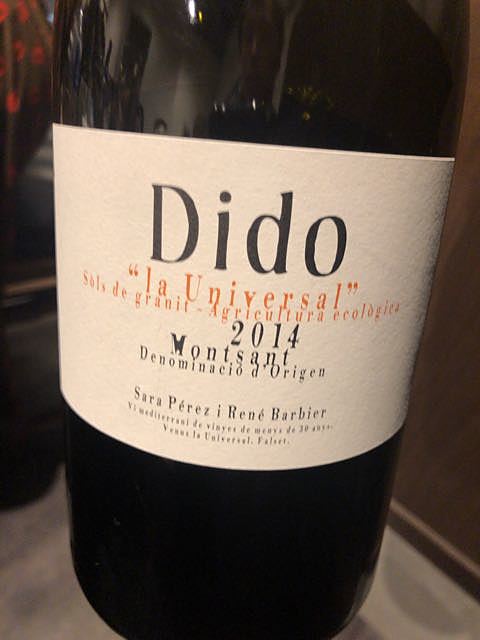 Dido
“la Universal”
Sòls de granit - Agricultura ecològica
2014
Montsant
Denominació d'Origen
Sara Pérez i René Barbier
Vi mediterrani de vinyes de menys de 30 anys.
Venus la Universal. Falset.